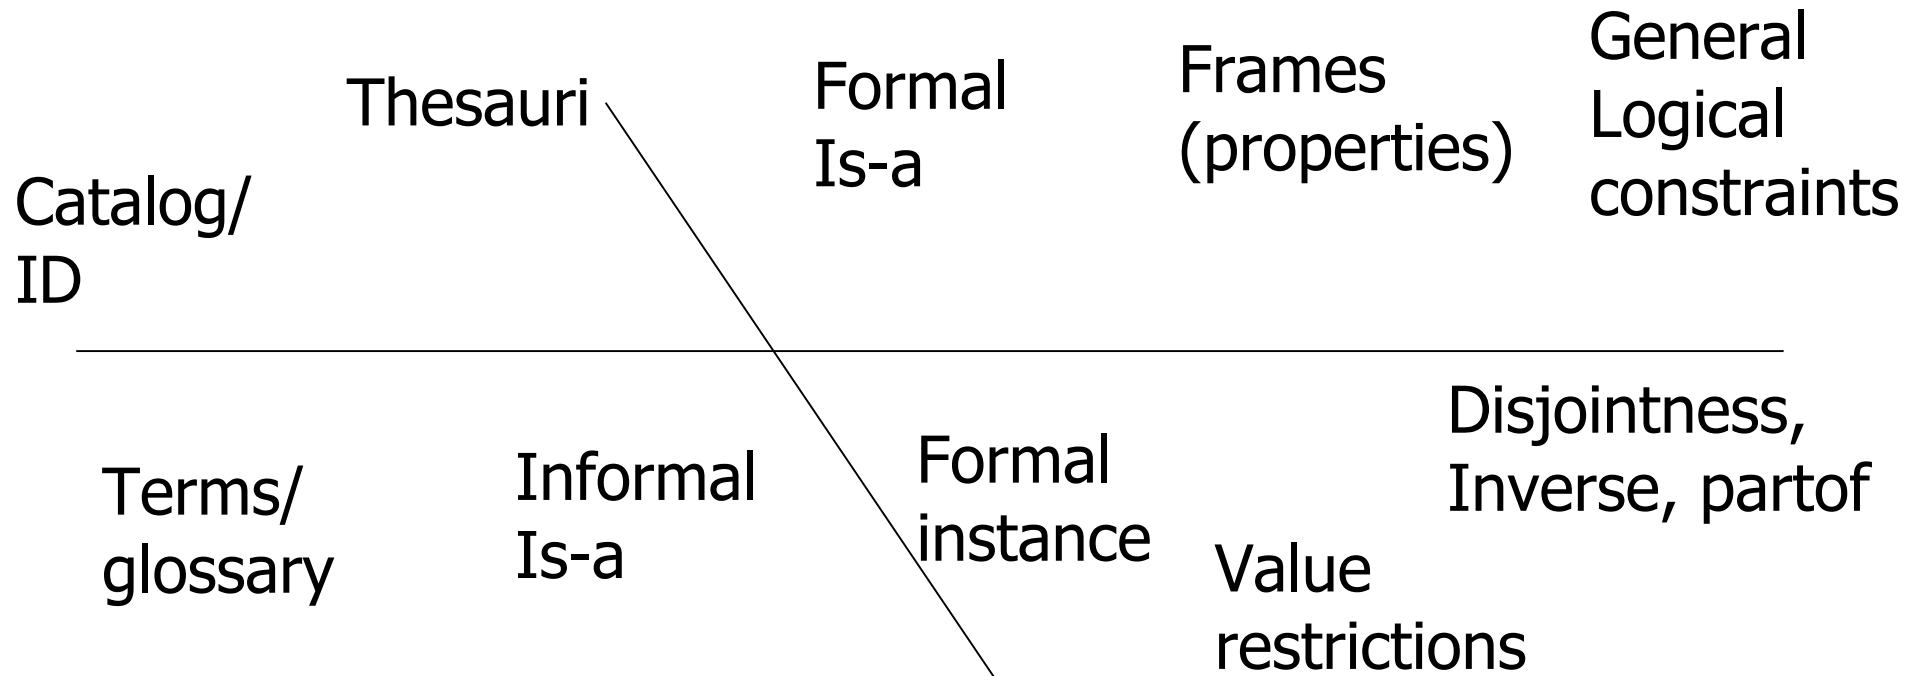 Catalog/
ID
Thesauri
Formal
Is-a
Frames
(properties)
General
Logical
constraints
Terms/
glossary
Informal
Is-a
Formal
instance
Value
restrictions
Disjointness,
Inverse, partof